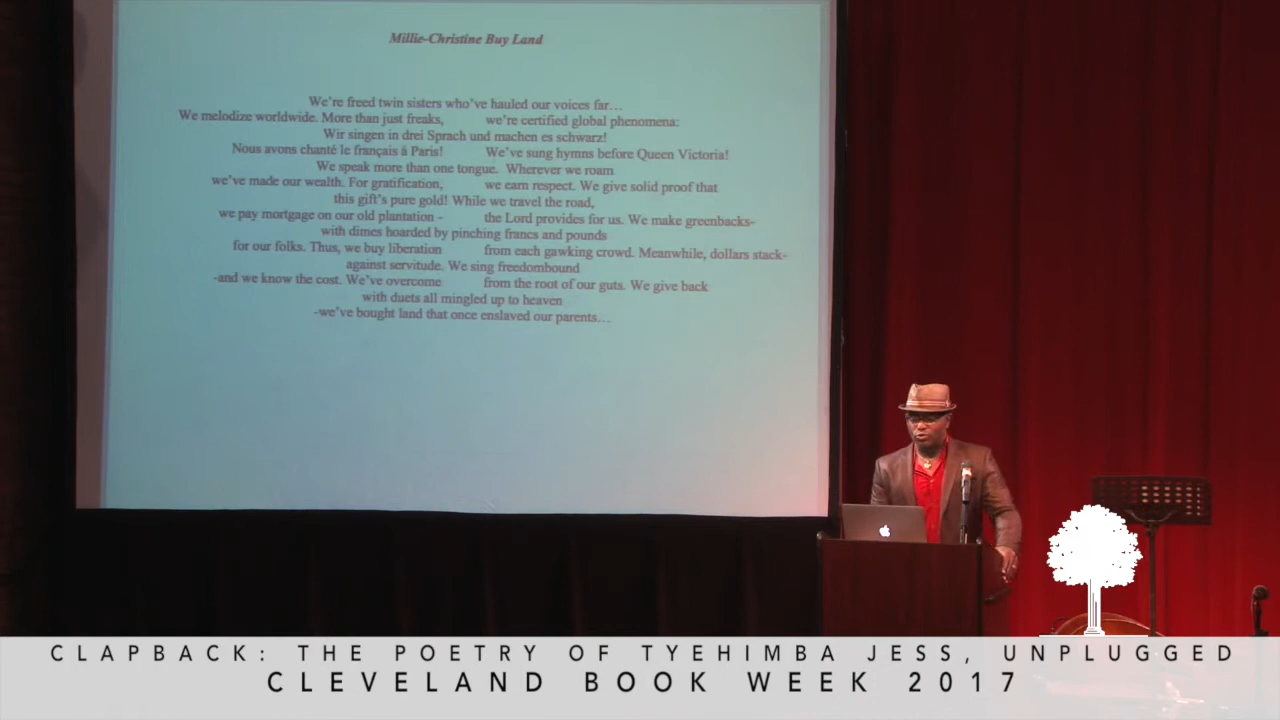 Millie-Christine Buy Land
We're freed twin sisters who've hauled our voices far...
We melodize worldwide. More than just freaks, we're certified global phenomena:
Wir singen in drei Sprach und machen es schwarz!
Nous avons chanté le français á Paris! We've sung hymns before Queen Victoria!
We speak more than one tongue. Wherever we roam
we've made our wealth. For gratification, we earn respect. We give solid proof that
this gift's pure gold! While we travel the road,
we pay mortgage on our old plantation - the Lord provides for us. We make greenbacks-
with dimes hoarded by pinching francs and pounds
for our folks. Thus, we buy liberation from each gawking crowd. Meanwhile, dollars stack-
against servitude. We sing freedombound
-and we know the cost. We've overcome from the root of our guts. We give back
with duets all mingled up to heaven
-we've bought land that once enslaved our parents...
CLAPBACK: THE POETRY OF TYEHIMBA JESS, UNPLUGGED
CLEVELAND BOOK WEEK 2017